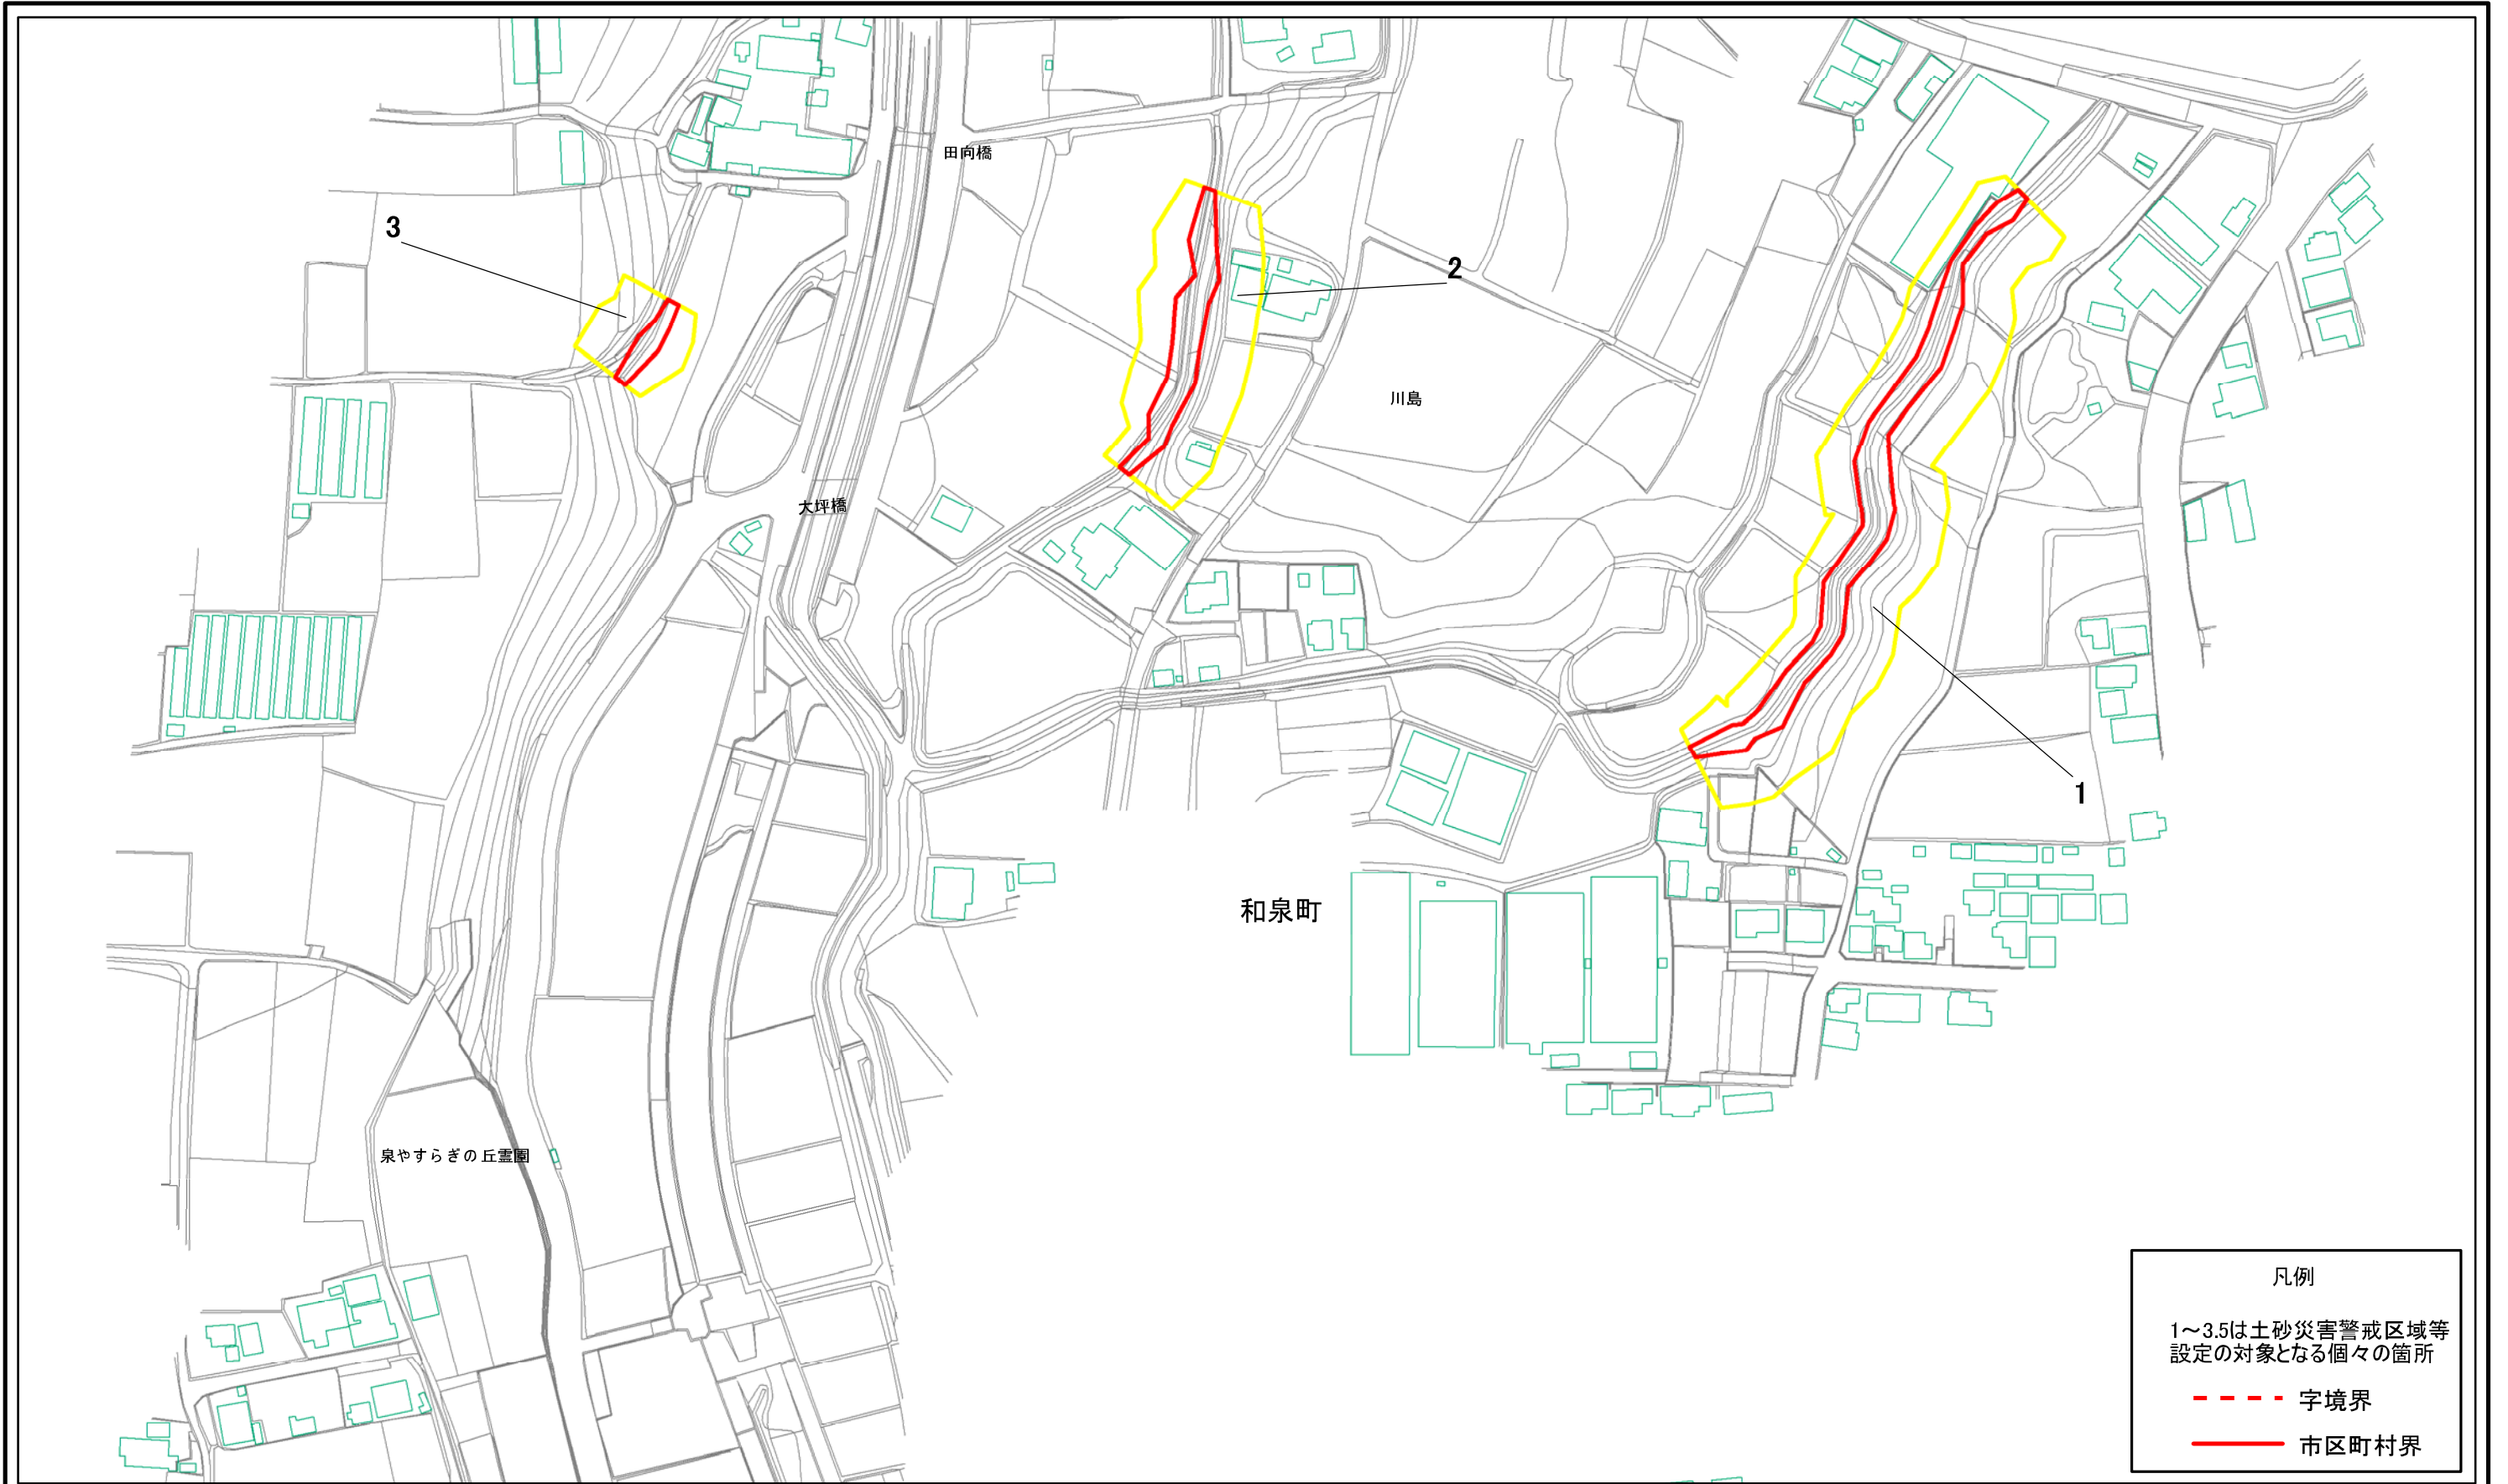 田向橋
3
2
川島
大坪橋
1
和泉町
泉やすらぎの丘霊園
凡例
1～3.5は土砂災害警戒区域等
設定の対象となる個々の箇所
字境界
市区町村界